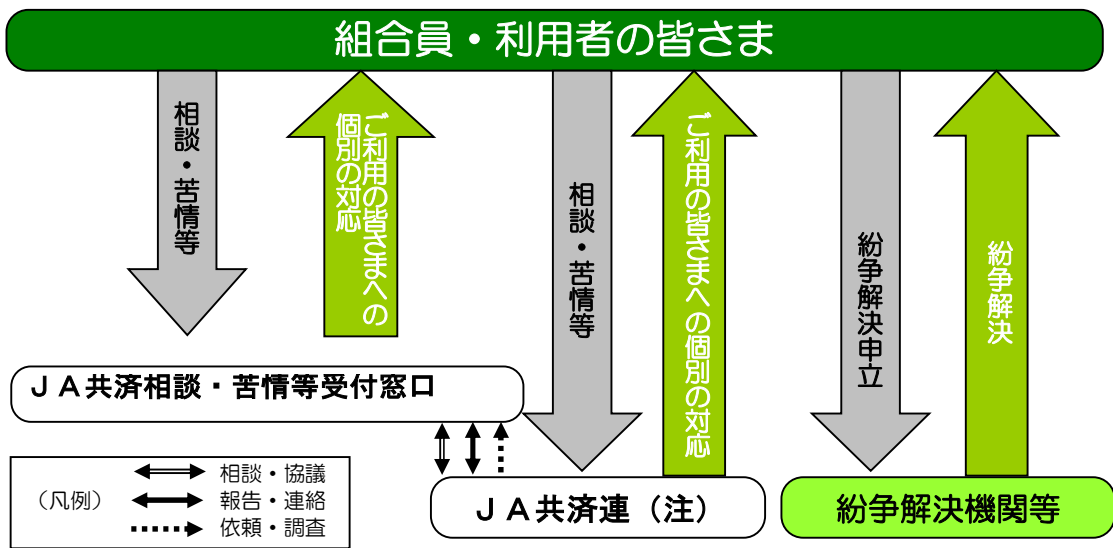 組合員・利用者の皆さま
相談・苦情等
ご利用の皆さまへの
個別の対応
相談・苦情等
ご利用の皆さまへの個別の対応
紛争解決申立
紛争解決
ＪＡ共済相談・苦情等受付窓口
（凡例）
相談・協議
報告・連絡
依頼・調査
ＪＡ共済連（注）
紛争解決機関等